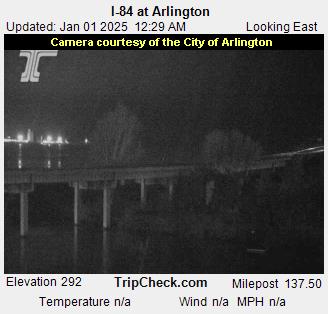 I-84 at Arlington
Updated: Jan 01 2025 12:29 AM Looking East
Camera courtesy of the City of Arlington
Elevation 292 TripCheck.com Milepost 137.50
Temperature n/a Wind n/a MPH n/a